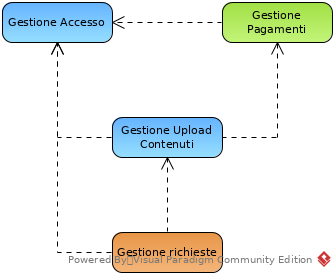 Gestione Accesso
Gestione
Pagamenti
Gestione Upload
Contenuti
Gestione richieste
Powered By Visual Paradigm Community Edition